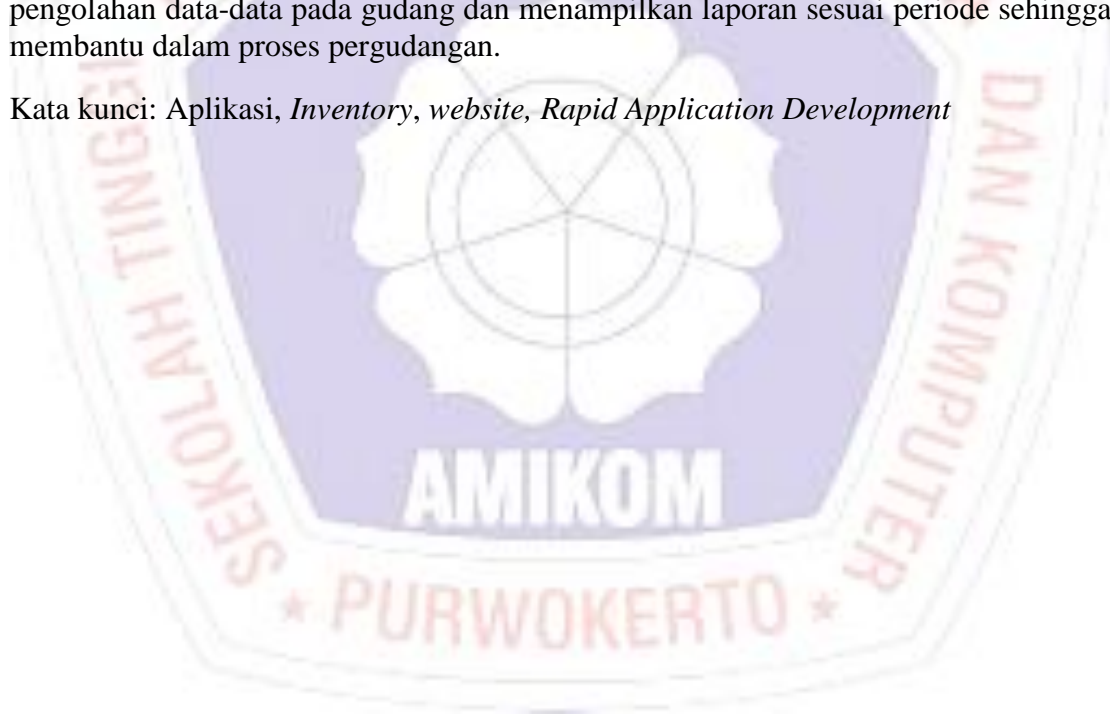 pengolahan data-data pada gudang dan menampilkan laporan sesuai periode sehingga
membantu dalam proses pergudangan.
Kata kunci: Aplikasi, Inventory, website, Rapid Application Development
SEKOLAH TINGGI
DAN KOMPUTER
AMIKOM
* PURWOKERTO *